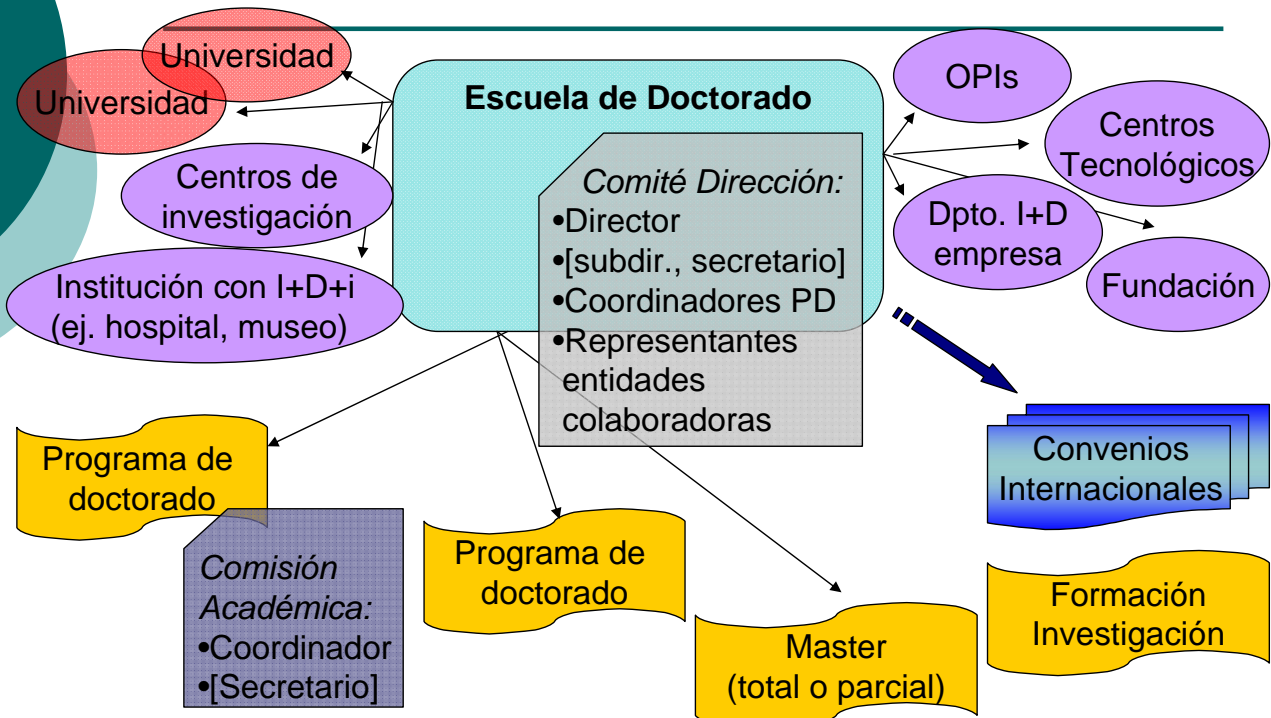 Universidad
Universidad
Centros de
investigación
Institución con I+D+i
(ej. hospital, museo)
Escuela de Doctorado
Comité Dirección:
•Director
•[subdir., secretario]
•Coordinadores PD
•Representantes
entidades
colaboradoras
OPIs
Centros
Tecnológicos
Dpto. I+D
empresa
Fundación
Programa de
doctorado
Comisión
Académica:
•Coordinador
•[Secretario]
Programa de
doctorado
Master
(total o parcial)
Convenios
Internacionales
Formación
Investigación